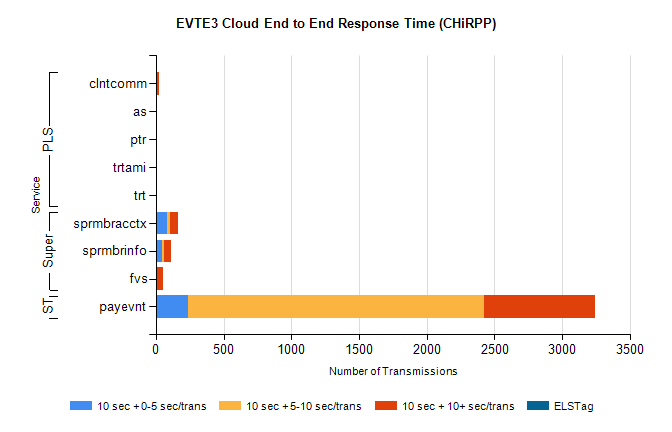 EVTE3 Cloud End to End Response Time (CHiRPP)
Service
PLS
Super
IST
clntcomm
as
ptr
trtami
trt
sprmbracctx
sprmbrinfo
fvs
payevnt
0 500 1000 1500 2000 2500 3000 3500
Number of Transmissions
10 sec +0-5 sec/trans 10 sec +5-10 sec/trans 10 sec + 10+ sec/trans ELSTag